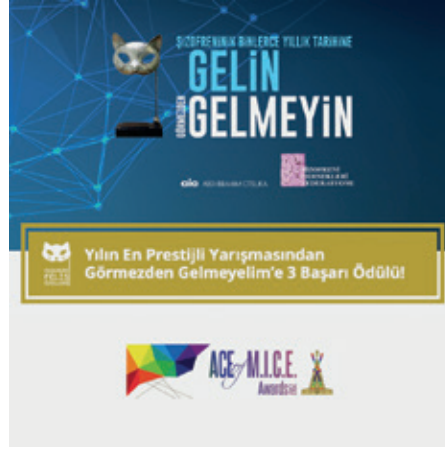 ŞİZOFRENİNİN BİNLERCE YILLIK TARİHİNE
GELİN
GÖRMEZDEN
GELMEYİN
Yılın En Prestijli Yarışmasından
Görmezden Gelmeyelim'e 3 Başarı Ödülü!
ACE of M.I.C.E.
Awards